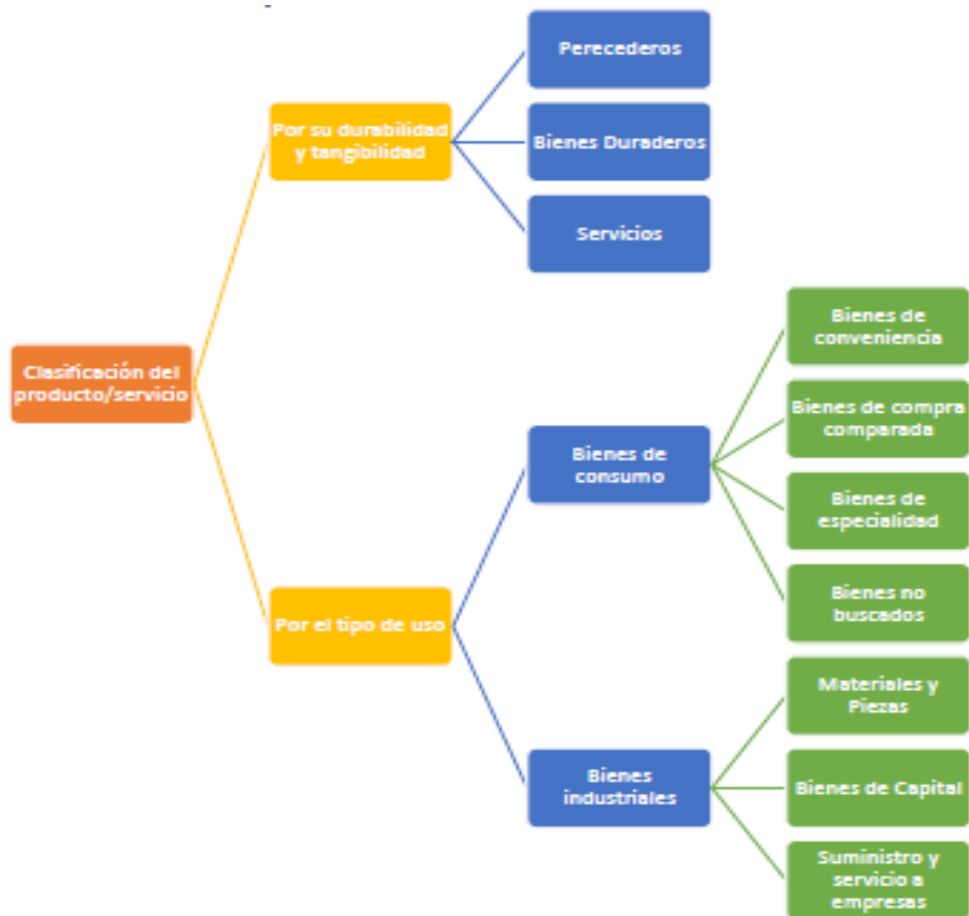 Perecederos
Por su durabilidad
y tangibilidad
Bienes Duraderos
Servicios
Clasificación del
producto/servicio
Bienes de
conveniencia
Bienes de compra
comparada
Bienes de
consumo
Bienes de
especialidad
Bienes no
buscados
Por el tipo de uso
Materiales y
Piezas
Bienes
industriales
Bienes de Capital
Suministro y
servicio a
empresas